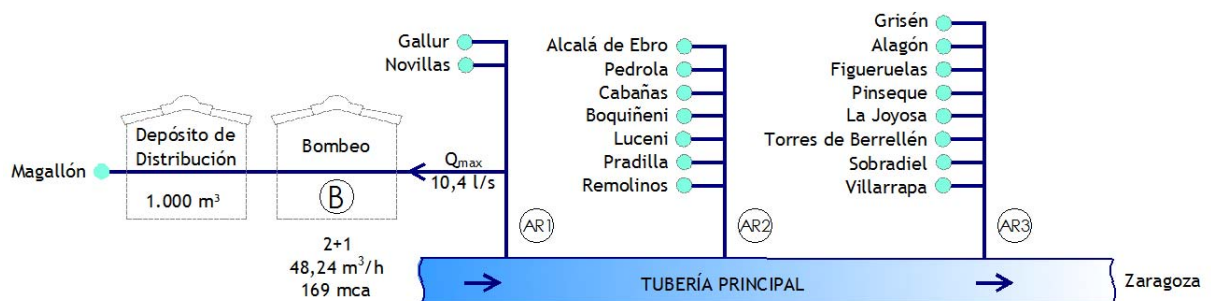 Grisén
Gallur
Alcalá de Ebro
Alagón
Novillas
Pedrola
Figueruelas
Cabañas
Pinseque
Depósito de
Distribución
Bombeo
Boquiñeni
La Joyosa
Luceni
Torres de Berrellén
Magallón
Qmax
10,4 l/s
Pradilla
Sobradiel
1.000 m³
B
Remolinos
Villarrapa
AR1
AR2
AR3
2+1
48,24 m³/h
169 mca
TUBERÍA PRINCIPAL
Zaragoza